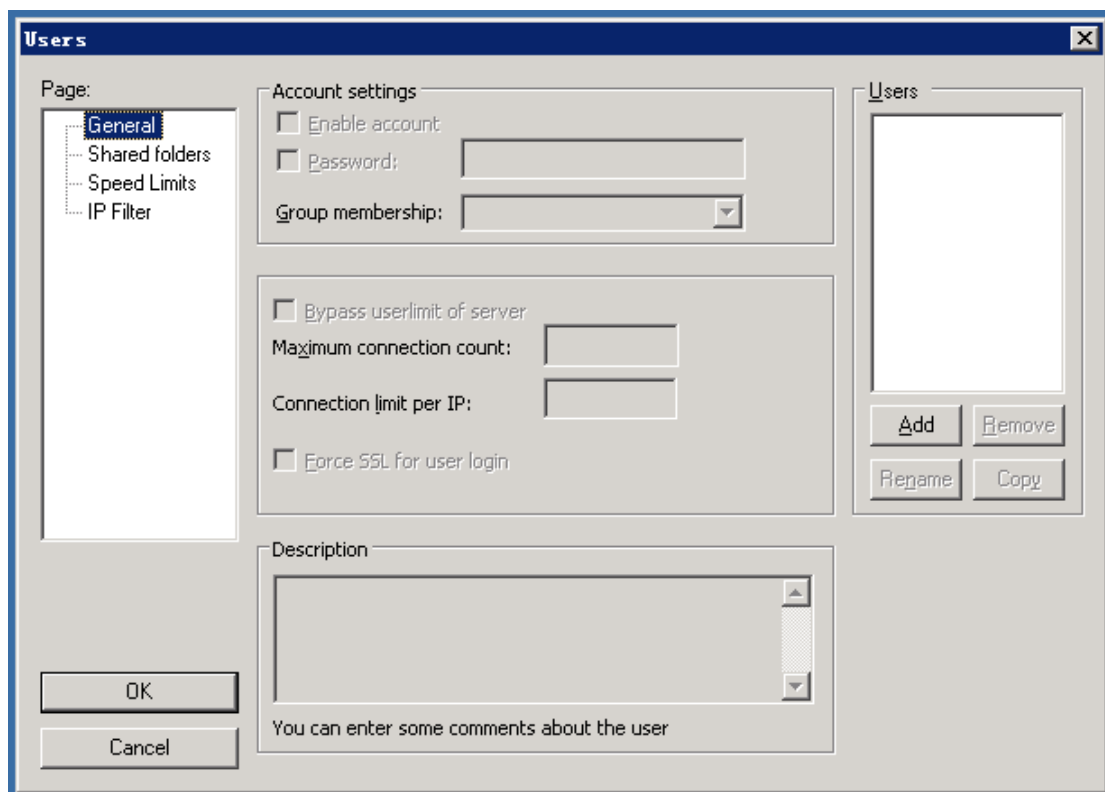 Users
Page:
General
Shared folders
Speed Limits
IP Filter
OK
Cancel
Account settings
Enable account
Password:
Group membership:
Bypass userlimit of server
Maximum connection count:
Connection limit per IP:
Force SSL for user login
Description
You can enter some comments about the user
Users
Add
Remove
Rename
Copy